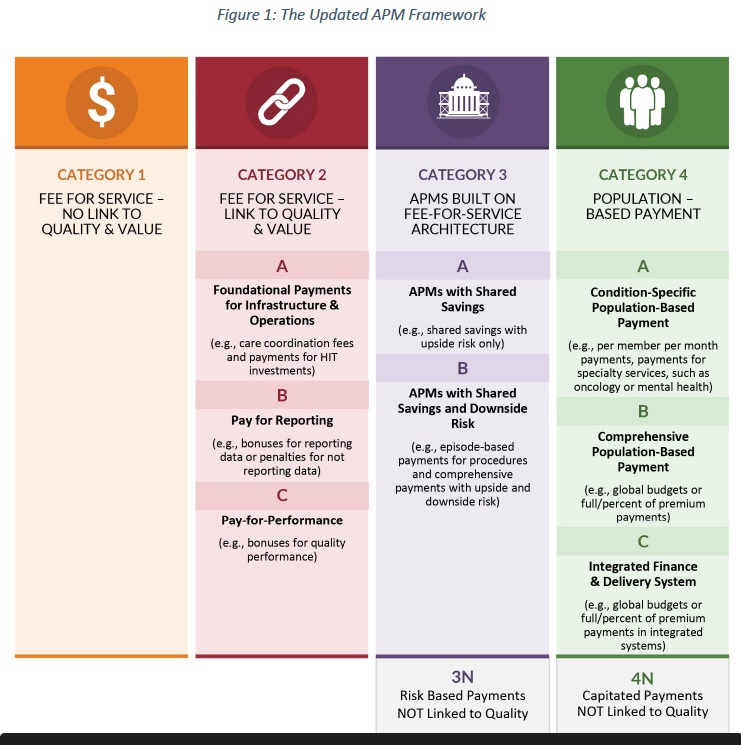 Figure 1: The Updated APM Framework
$
CATEGORY 1
FEE FOR SERVICE –
NO LINK TO
QUALITY & VALUE
CATEGORY 2
FEE FOR SERVICE –
LINK TO QUALITY
& VALUE
A
Foundational Payments
for Infrastructure &
Operations
(e.g., care coordination fees
and payments for HIT
investments)
B
Pay for Reporting
(e.g., bonuses for reporting
data or penalties for not
reporting data)
C
Pay-for-Performance
(e.g., bonuses for quality
performance)
CATEGORY 3
APMS BUILT ON
FEE-FOR-SERVICE
ARCHITECTURE
A
APMs with Shared
Savings
(e.g., shared savings with
upside risk only)
B
APMs with Shared
Savings and Downside
Risk
(e.g., episode-based
payments for procedures
and comprehensive
payments with upside and
downside risk)
3N
Risk Based Payments
NOT Linked to Quality
CATEGORY 4
POPULATION –
BASED PAYMENT
A
Condition-Specific
Population-Based
Payment
(e.g., per member per month
payments, payments for
specialty services, such as
oncology or mental health)
B
Comprehensive
Population-Based
Payment
(e.g., global budgets or
full/percent of premium
payments)
C
Integrated Finance
& Delivery System
(e.g., global budgets or
full/percent of premium
payments in integrated
systems)
4N
Capitated Payments
NOT Linked to Quality